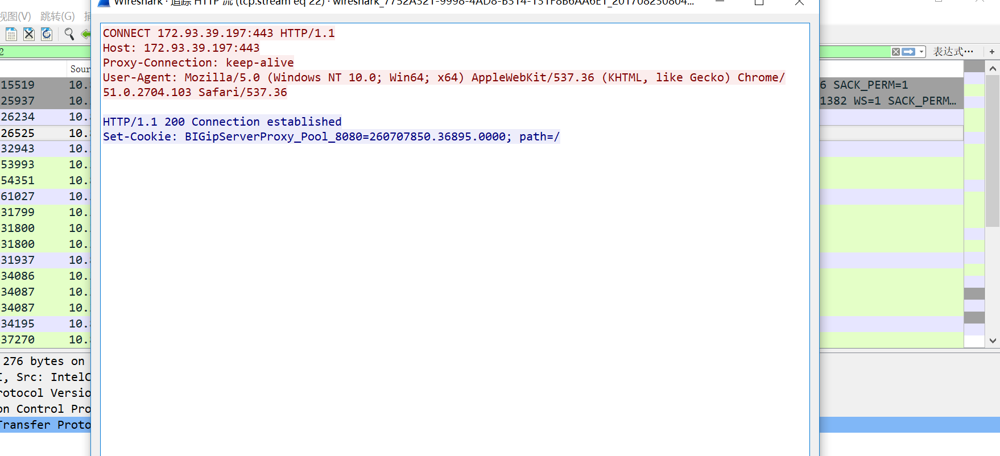 Wireshark · 追踪 HTTP 流 (tcp.stream eq 22) ·
视图(V) 跳转(G)
2
表达式… +
Sour
15519 10.
25937 10.
26234 10.
26525 10.
32943 10.
53993 10.
54351 10.
61027 10.
31799 10.
31800 10.
31800 10.
31937 10.
34086 10.
34087 10.
34087 10.
34195 10.
37270 10.
6 SACK_PERM=1
1382 WS=1 SACK_PERM…
CONNECT 172.93.39.197:443 HTTP/1.1
Host: 172.93.39.197:443
Proxy-Connection: keep-alive
User-Agent: Mozilla/5.0 (Windows NT 10.0; Win64; x64) AppleWebKit/537.36 (KHTML, like Gecko) Chrome/
51.0.2704.103 Safari/537.36
HTTP/1.1 200 Connection established
Set-Cookie: BIGipServerProxy_Pool_8080=260707850.36895.0000; path=/
276 bytes on
I, Src: IntelC
rotocol Versio
on Control Pro
Transfer Proto